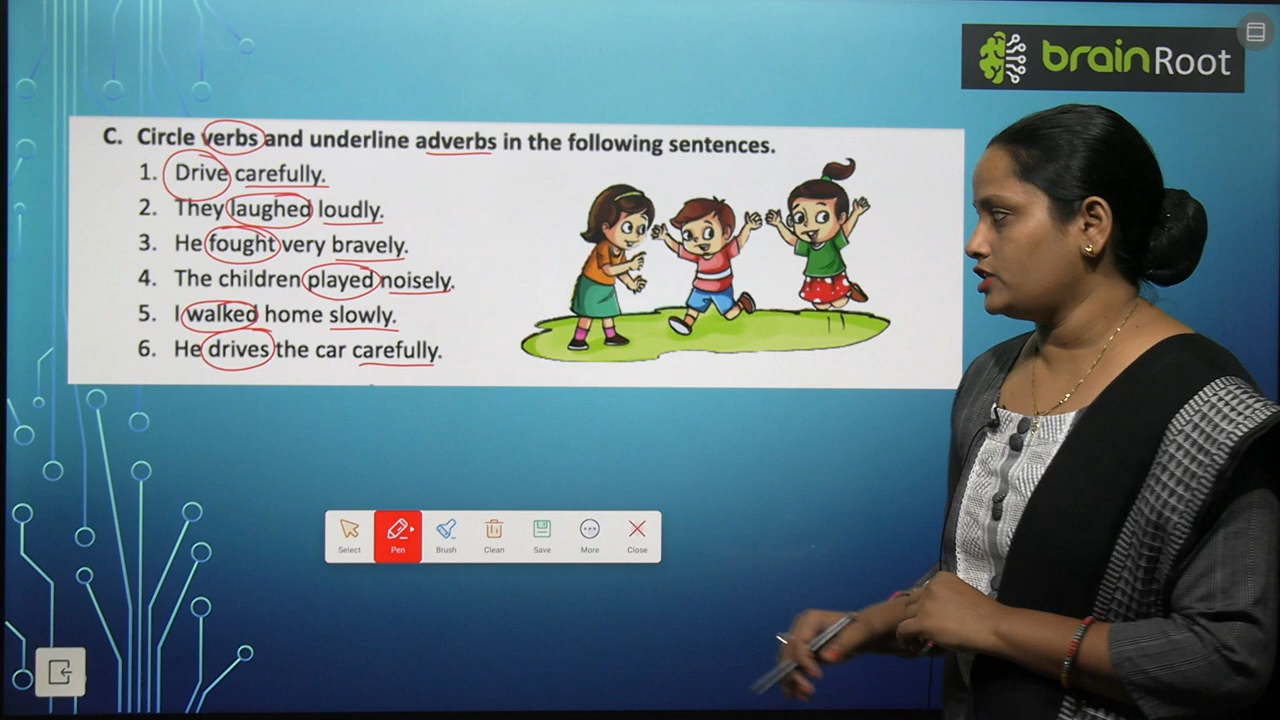 brainRoot
C. Circle verbs and underline adverbs in the following sentences.
1. Drive carefully.
2. They laughed loudly.
3. He fought very bravely.
4. The children played noisely.
5. I walked home slowly.
6. He drives the car carefully.
Select Pen Brush Clean Save More Close